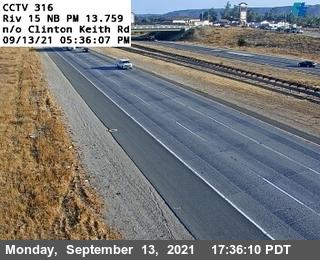 CCTV 316
Riv 15 NB PM 13.759
n/o Clinton Keith Rd
09/13/21 05:36:07 PM
Monday, September 13, 2021 17:36:10 PDT